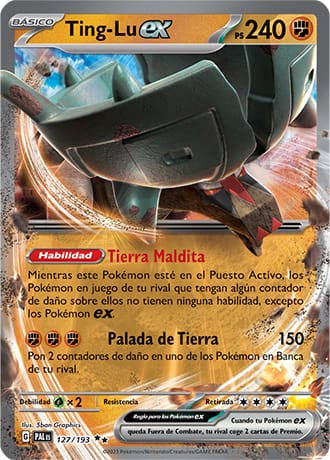 BÁSICO
Ting-Lu ex PS 240
Habilidad Tierra Maldita
Mientras este Pokémon esté en el Puesto Activo, los
Pokémon en juego de tu rival que tengan algún contador
de daño sobre ellos no tienen ninguna habilidad, excepto
los Pokémon ex.
Palada de Tierra 150
Pon 2 contadores de daño en uno de los Pokémon en Banca
de tu rival.
Debilidad ×2 Resistencia Retirada
Ilus. 5ban Graphics
Regla para los Pokémon ex
Cuando tu Pokémon ex
queda Fuera de Combate, tu rival coge 2 cartas de Premio.
G PAL ES 127/193
©2023 Pokémon/Nintendo/Creatures/GAME FREAK